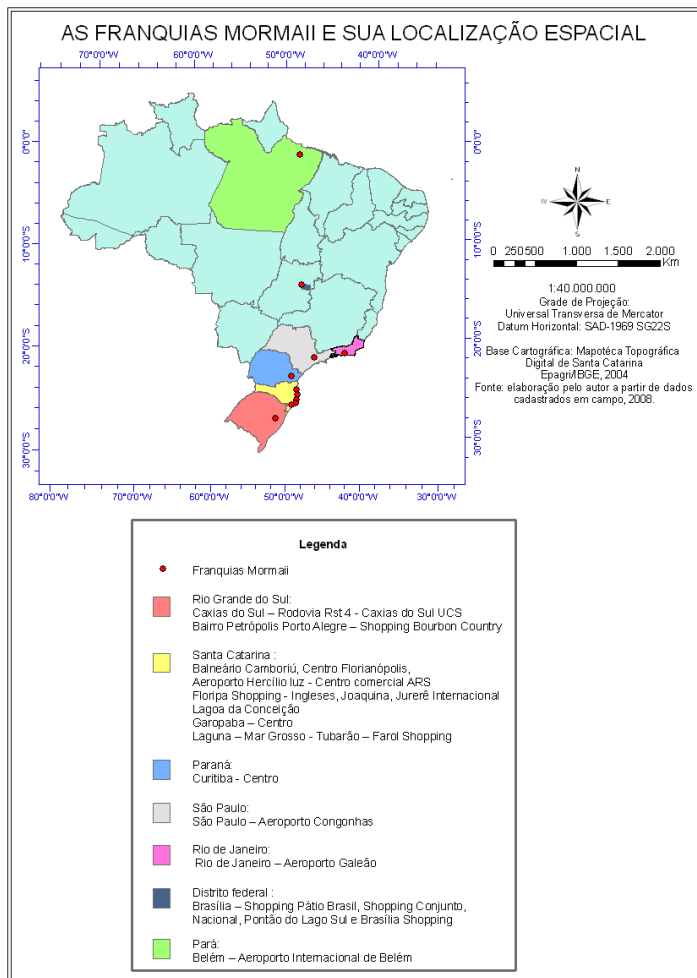 AS FRANQUIAS MORMAII E SUA LOCALIZAÇÃO ESPACIAL
70°0'0"W 60°0'0"W 50°0'0"W 40°0'0"W
0°0'0" 0°0'0"
10°0'0"S 10°0'0"S
20°0'0"S 20°0'0"S
30°0'0"S 30°0'0"S
80°0'0"W 70°0'0"W 60°0'0"W 50°0'0"W 40°0'0"W 30°0'0"W
N
W E
S
0 250 500 1.000 1.500 2.000
Km
1:40.000.000
Grade de Projeção:
Universal Transversa de Mercator
Datum Horizontal: SAD-1969 SG22S
Base Cartográfica: Mapotéca Topográfica
Digital de Santa Catarina
Epagri/IBGE, 2004
Fonte: elaboração pelo autor a partir de dados
cadastrados em campo, 2008.
Legenda
Franquias Mormaii
Rio Grande do Sul:
Caxias do Sul – Rodovia Rst 4 - Caxias do Sul UCS
Bairro Petrópolis Porto Alegre – Shopping Bourbon Country
Santa Catarina :
Balneário Camboriú, Centro Florianópolis,
Aeroporto Hercílio luz - Centro comercial ARS
Floripa Shopping - Ingleses, Joaquina, Jurerê Internacional
Lagoa da Conceição
Garopaba – Centro
Laguna – Mar Grosso - Tubarão – Farol Shopping
Paraná:
Curitiba - Centro
São Paulo:
São Paulo – Aeroporto Congonhas
Rio de Janeiro:
Rio de Janeiro – Aeroporto Galeão
Distrito federal :
Brasília – Shopping Pátio Brasil, Shopping Conjunto,
Nacional, Pontão do Lago Sul e Brasília Shopping
Pará:
Belém – Aeroporto Internacional de Belém